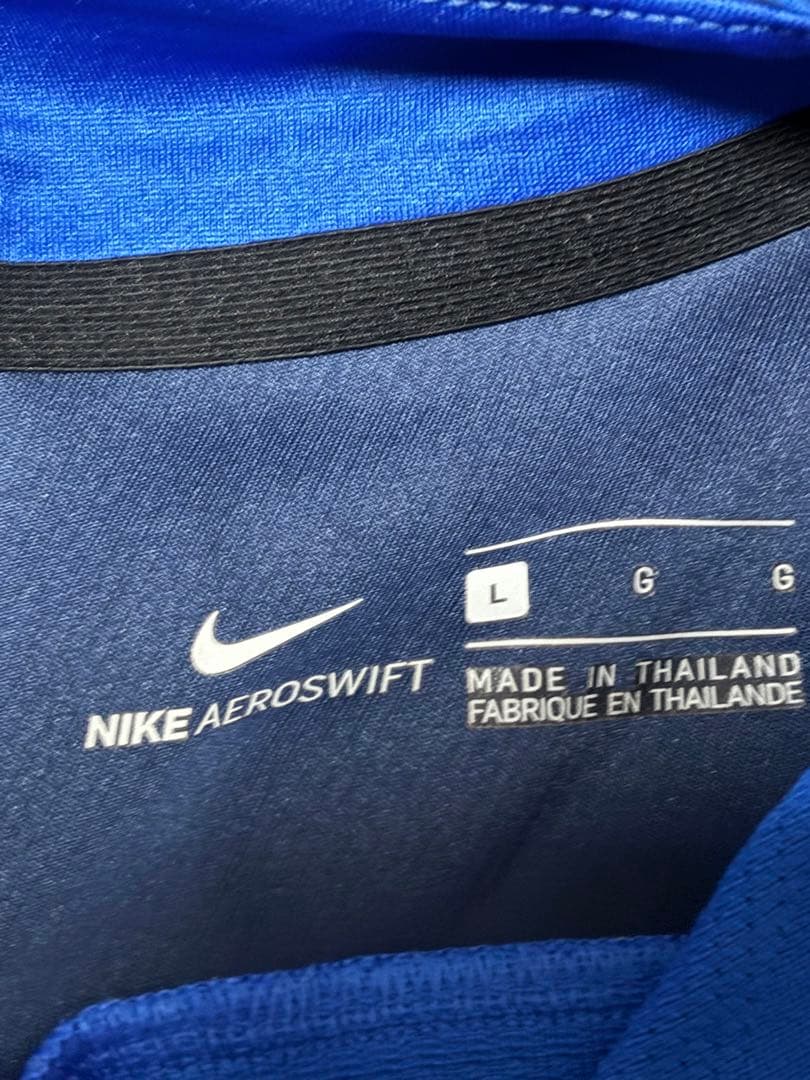 NIKE AEROSWIFT
L G G
MADE IN THAILAND
FABRIQUE EN THAILANDE